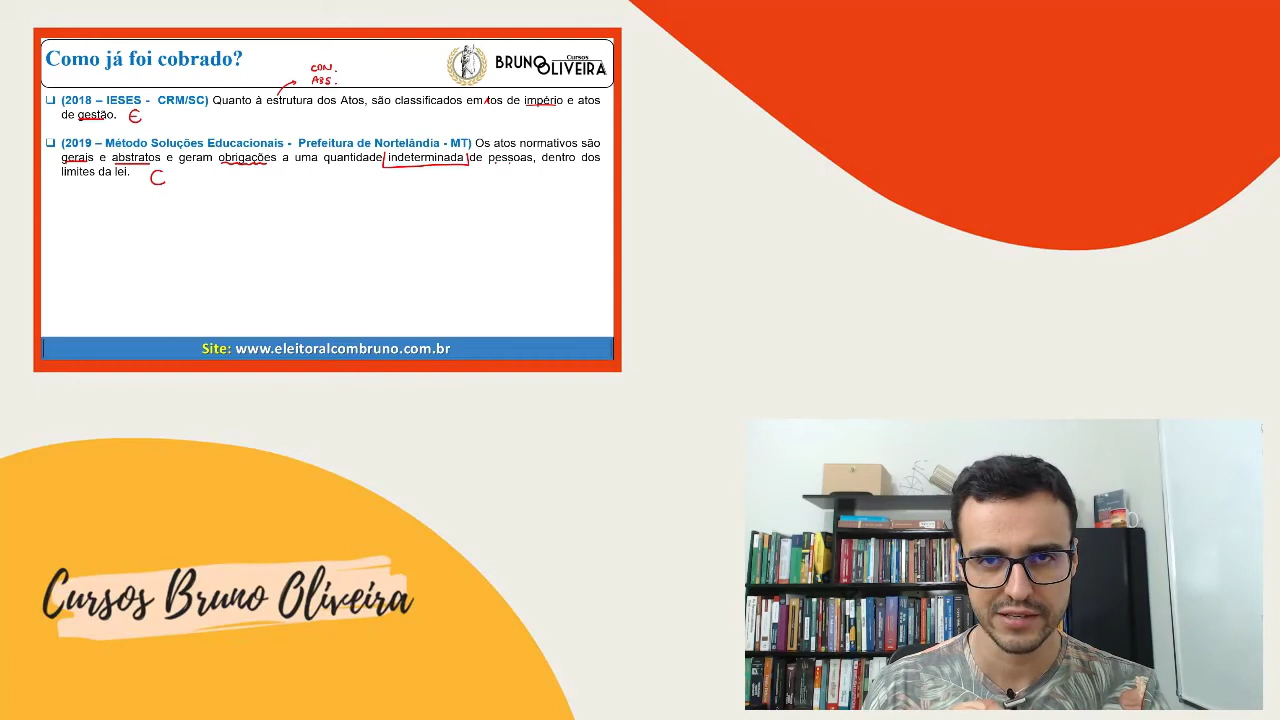 Como já foi cobrado?
Cursos
BRUNO
OLIVEIRA
CON.
ABS.
❑ (2018 – IESES - CRM/SC) Quanto à estrutura dos Atos, são classificados em atos de império e atos
de gestão. E
❑ (2019 – Método Soluções Educacionais - Prefeitura de Nortelândia - MT) Os atos normativos são
gerais e abstratos e geram obrigações a uma quantidade indeterminada de pessoas, dentro dos
limites da lei. C
Site: www.eleitoralcombruno.com.br
Cursos Bruno Oliveira